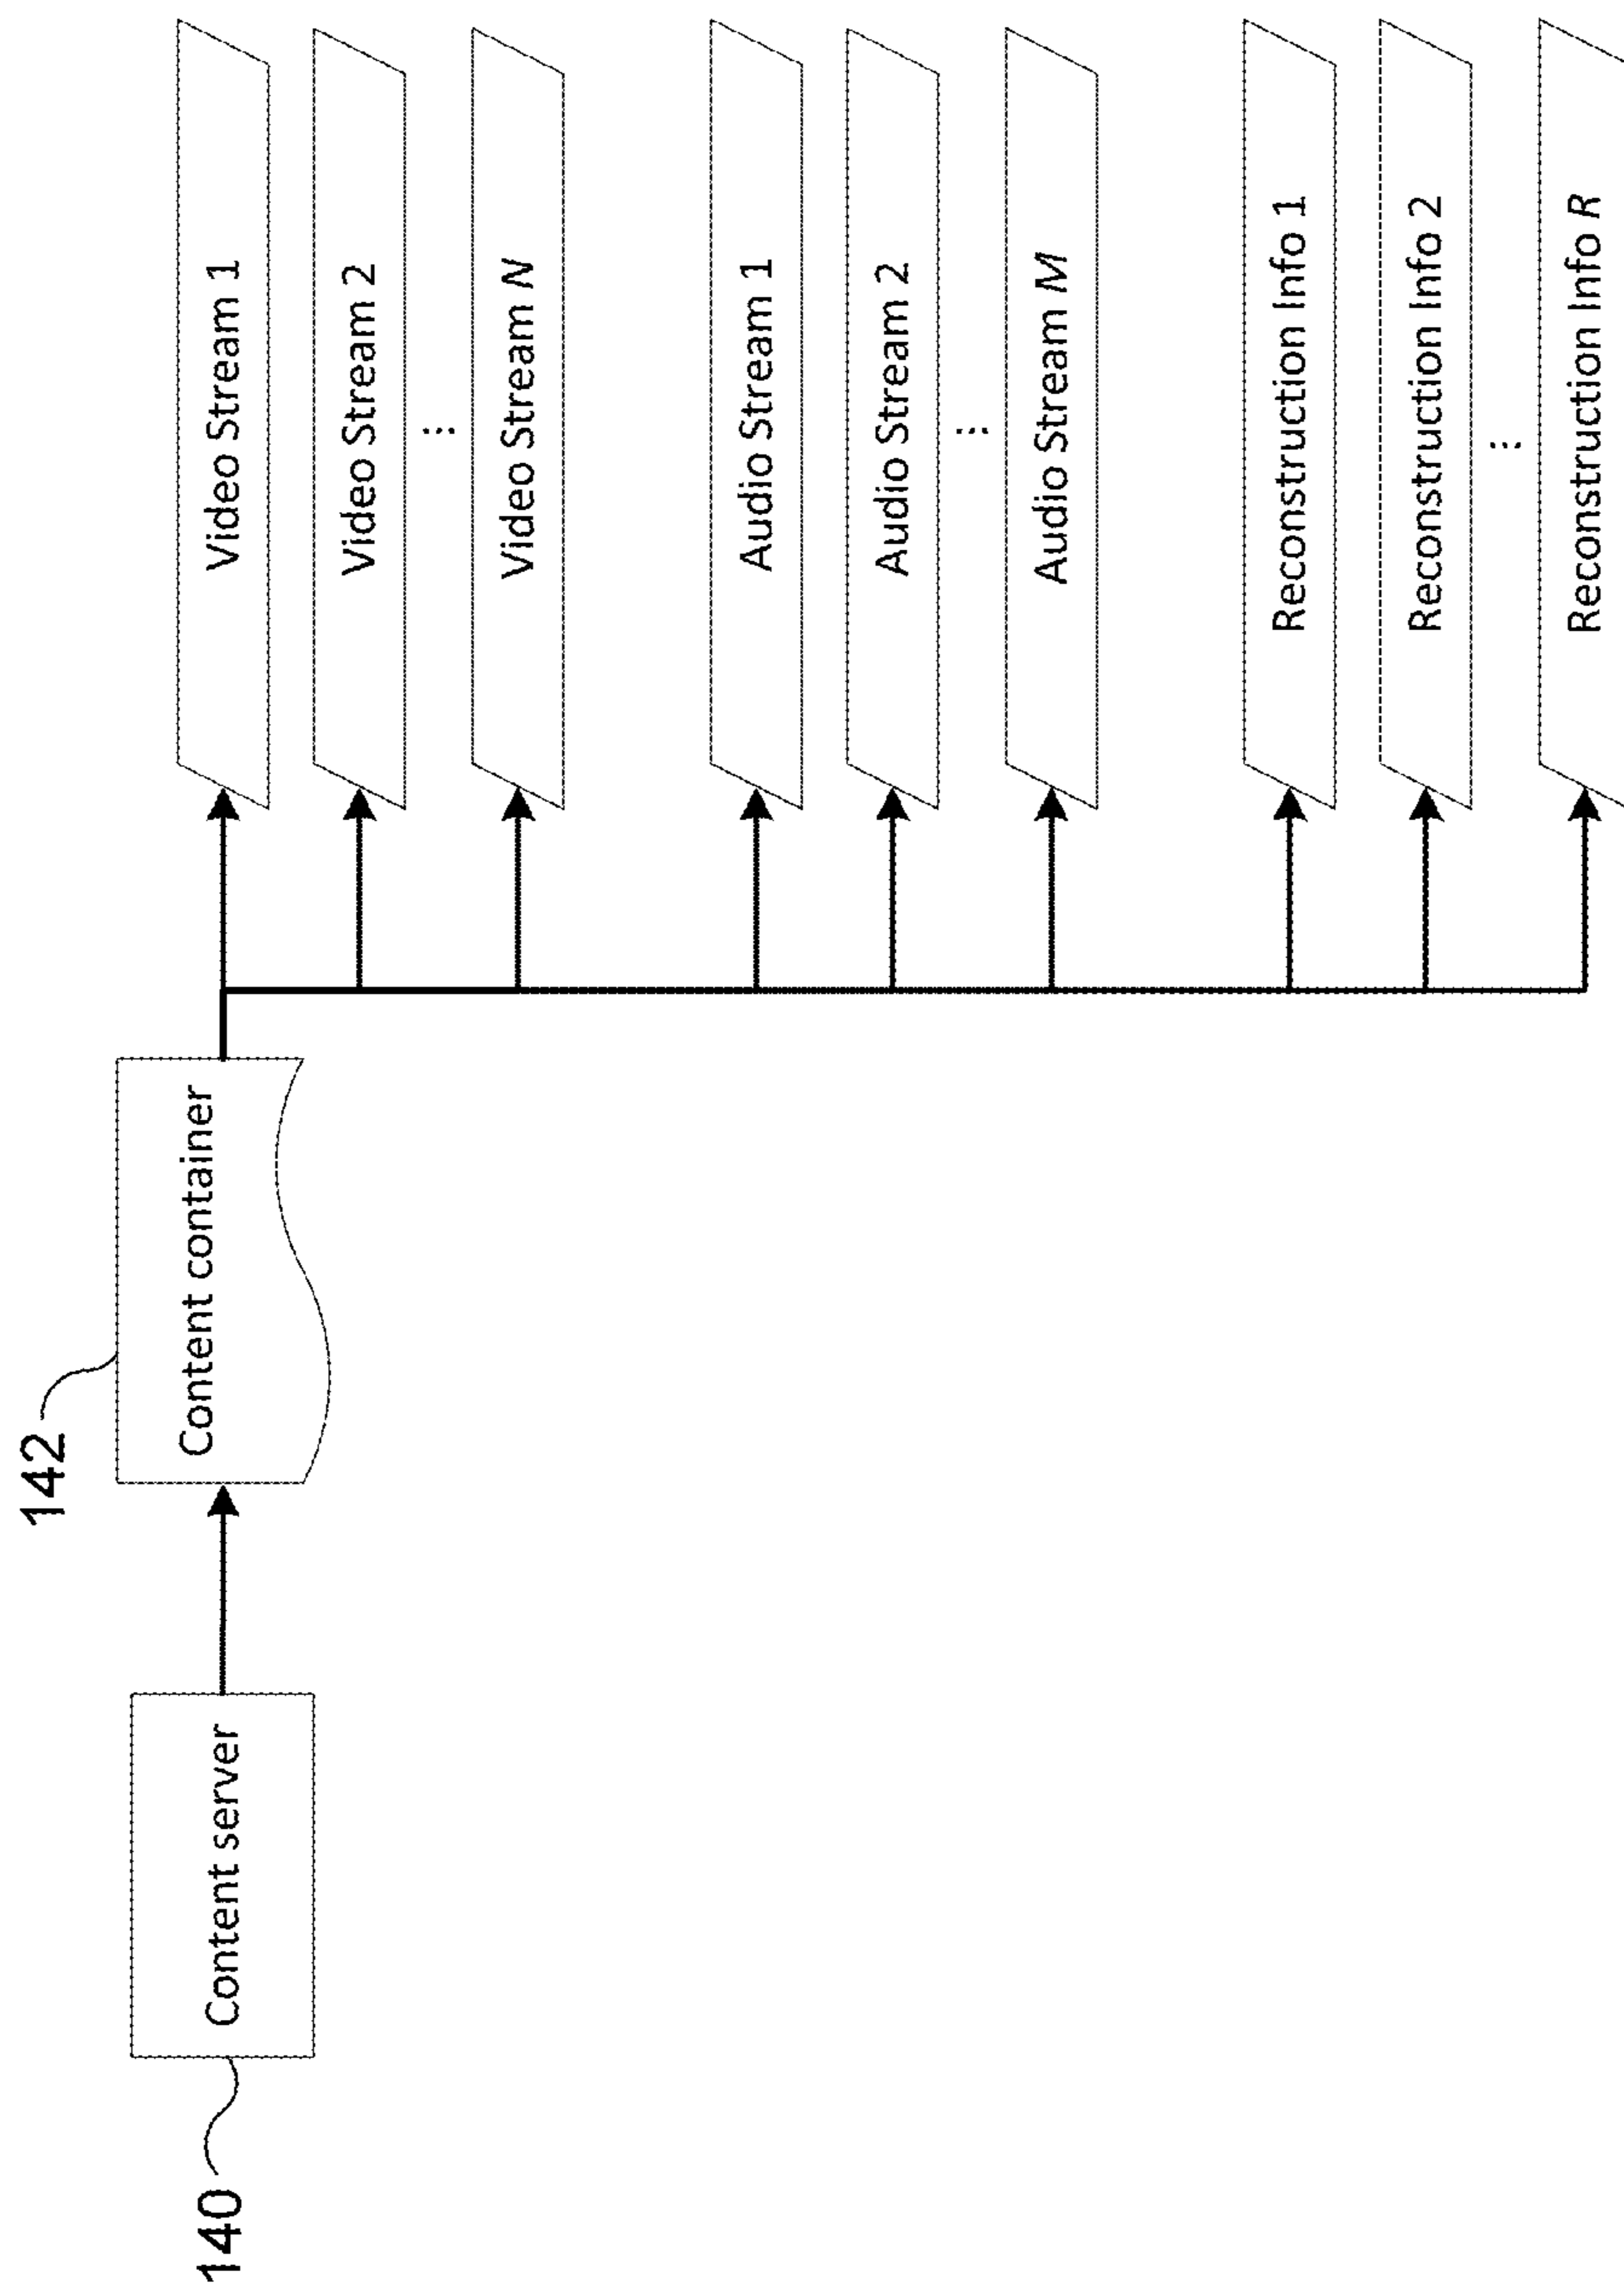 140
Content server
142
Content container
Video Stream 1
Video Stream 2
...
Video Stream N
Audio Stream 1
Audio Stream 2
...
Audio Stream M
Reconstruction Info 1
Reconstruction Info 2
...
Reconstruction Info R